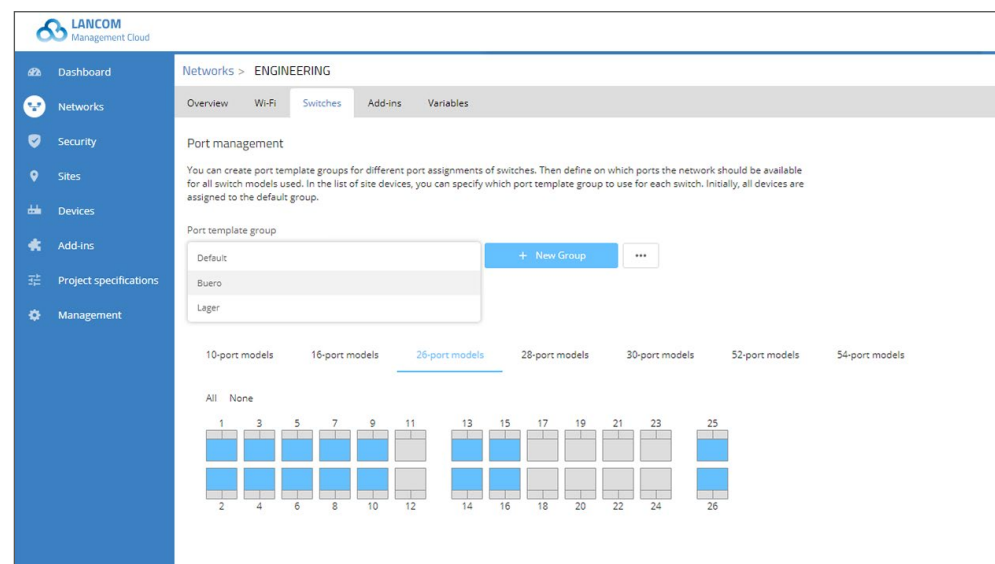 LANCOM
Management Cloud
Dashboard
Networks
Security
Sites
Devices
Add-ins
Project specifications
Management
Networks > ENGINEERING
Overview Wi-Fi Switches Add-ins Variables
Port management
You can create port template groups for different port assignments of switches. Then define on which ports the network should be available
for all switch models used. In the list of site devices, you can specify which port template group to use for each switch. Initially, all devices are
assigned to the default group.
Port template group
Default
Buero
Lager
+ New Group
•••
10-port models 16-port models 26-port models 28-port models 30-port models 52-port models 54-port models
All None
1 3 5 7 9 11 13 15 17 19 21 23 25
2 4 6 8 10 12 14 16 18 20 22 24 26